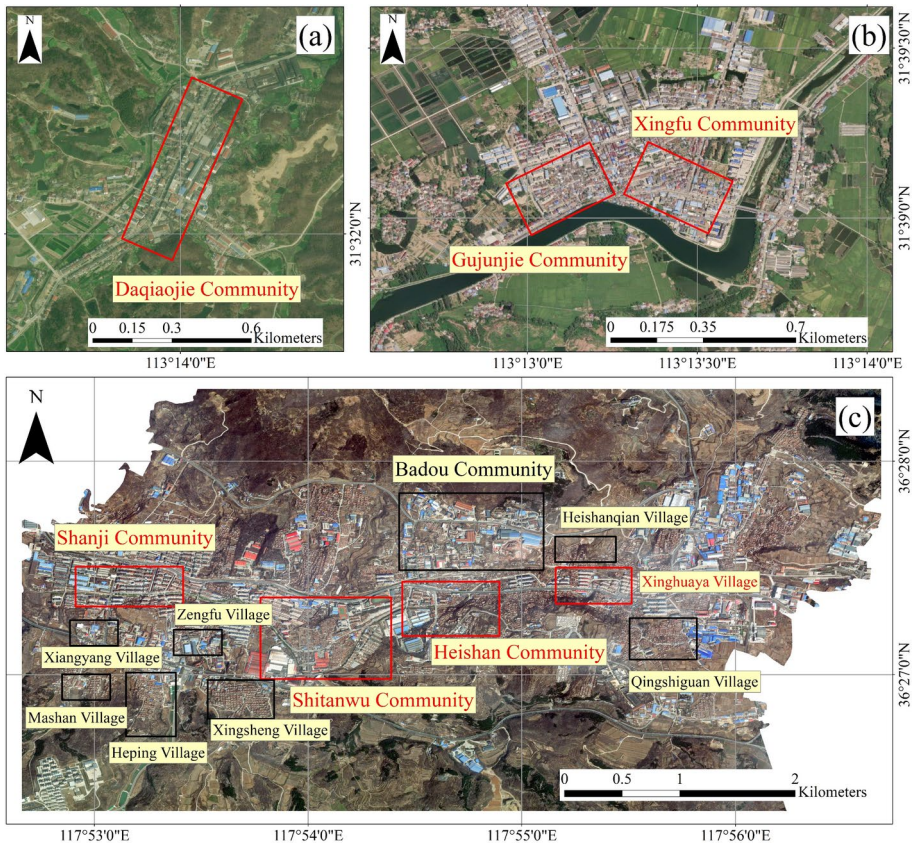 N
(a)
Daqiaojie Community
0 0.15 0.3 0.6
Kilometers
113°14'0"E
31°32'0"N
N
(b)
Xingfu Community
Gujunjie Community
0 0.175 0.35 0.7
Kilometers
113°13'0"E 113°13'30"E 113°14'0"E
31°39'30"N
31°39'0"N
N
(c)
Badou Community
Heishanqian Village
Shanji Community
Xinghuaya Village
Zengfu Village
Xiangyang Village
Heishan Community
Qingshiguan Village
Shitanwu Community
Mashan Village
Xingsheng Village
Heping Village
0 0.5 1 2
Kilometers
36°28'0"N
36°27'0"N
117°53'0"E 117°54'0"E 117°55'0"E 117°56'0"E